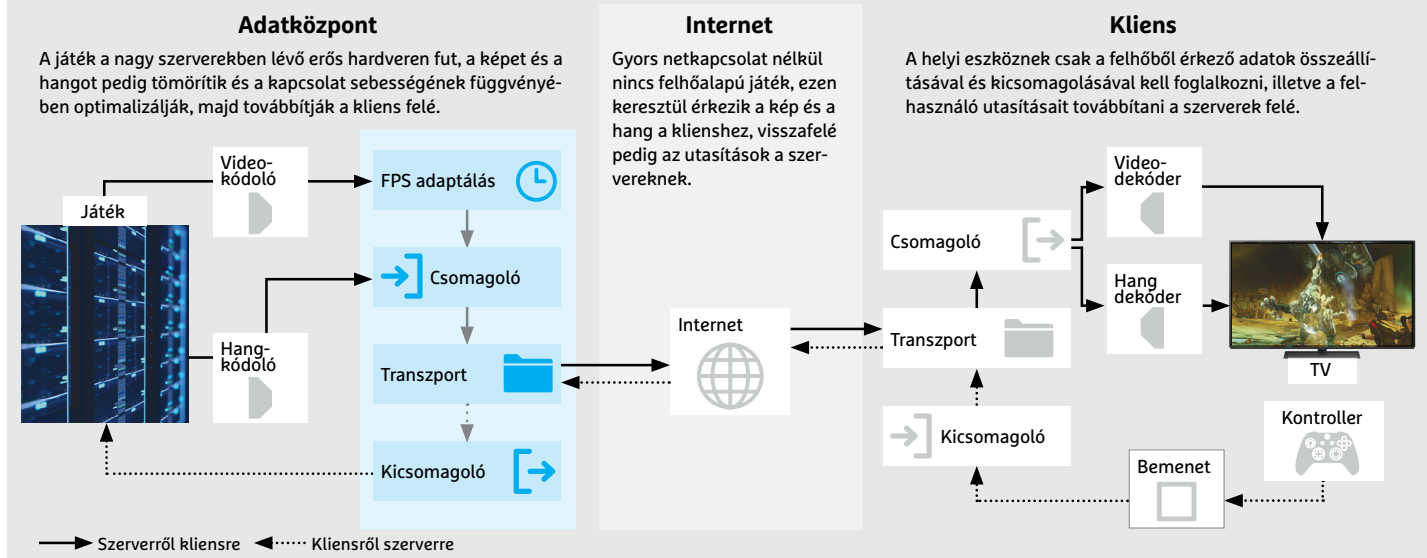 Adatközpont
A játék a nagy szerverekben lévő erős hardveren fut, a képet és a
hangot pedig tömörítik és a kapcsolat sebességének függvényé-
ben optimalizálják, majd továbbítják a kliens felé.
Internet
Gyors netkapcsolat nélkül
nincs felhőalapú játék, ezen
keresztül érkezik a kép és a
hang a klienshez, visszafelé
pedig az utasítások a szer-
vereknek.
Kliens
A helyi eszköznek csak a felhőből érkező adatok összeállí-
tásával és kicsomagolásával kell foglalkozni, illetve a fel-
használó utasításait továbbítani a szerverek felé.
Játék
Video-
kódoló
Hang-
kódoló
FPS adaptálás
Csomagoló
Transzport
Kicsomagoló
Internet
Csomagoló
Transzport
Kicsomagoló
Video-
dekóder
Hang
dekóder
TV
Kontroller
Bemenet
Szerverről kliensre
Kliensről szerverre